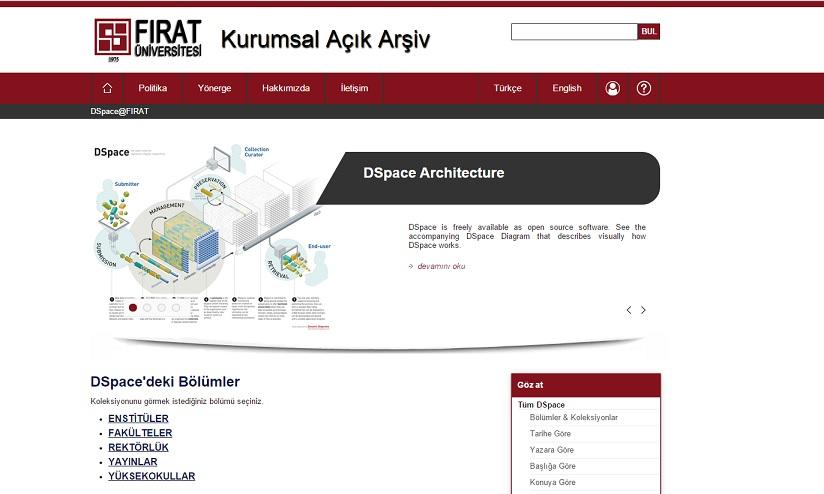 FIRAT
ÜNİVERSİTESİ
1975
Kurumsal Açık Arşiv
BUL
Politika
Yönerge
Hakkımızda
İletişim
Türkçe
English
DSpace@FIRAT
DSpace
Collection
Curator
Submitter
PRESERVATION
MANAGEMENT
SUBMISSION
End-user
RETRIEVAL
DSpace Architecture
DSpace is freely available as open source software. See the
accompanying DSpace Diagram that describes visually how
DSpace works.
devamını oku
DSpace'deki Bölümler
Koleksiyonunu görmek istediğiniz bölümü seçiniz.
ENSTİTÜLER
FAKÜLTELER
REKTÖRLÜK
YAYINLAR
YÜKSEKOKULLAR
Göz at
Tüm DSpace
Bölümler & Koleksiyonlar
Tarihe Göre
Yazara Göre
Başlığa Göre
Konuya Göre